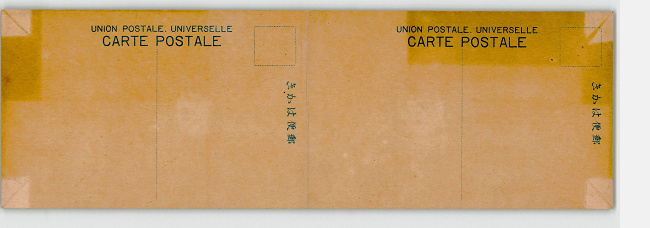 UNION POSTALE. UNIVERSELLE
CARTE POSTALE
きかは便郵
UNION POSTALE. UNIVERSELLE
CARTE POSTALE
きかは便郵